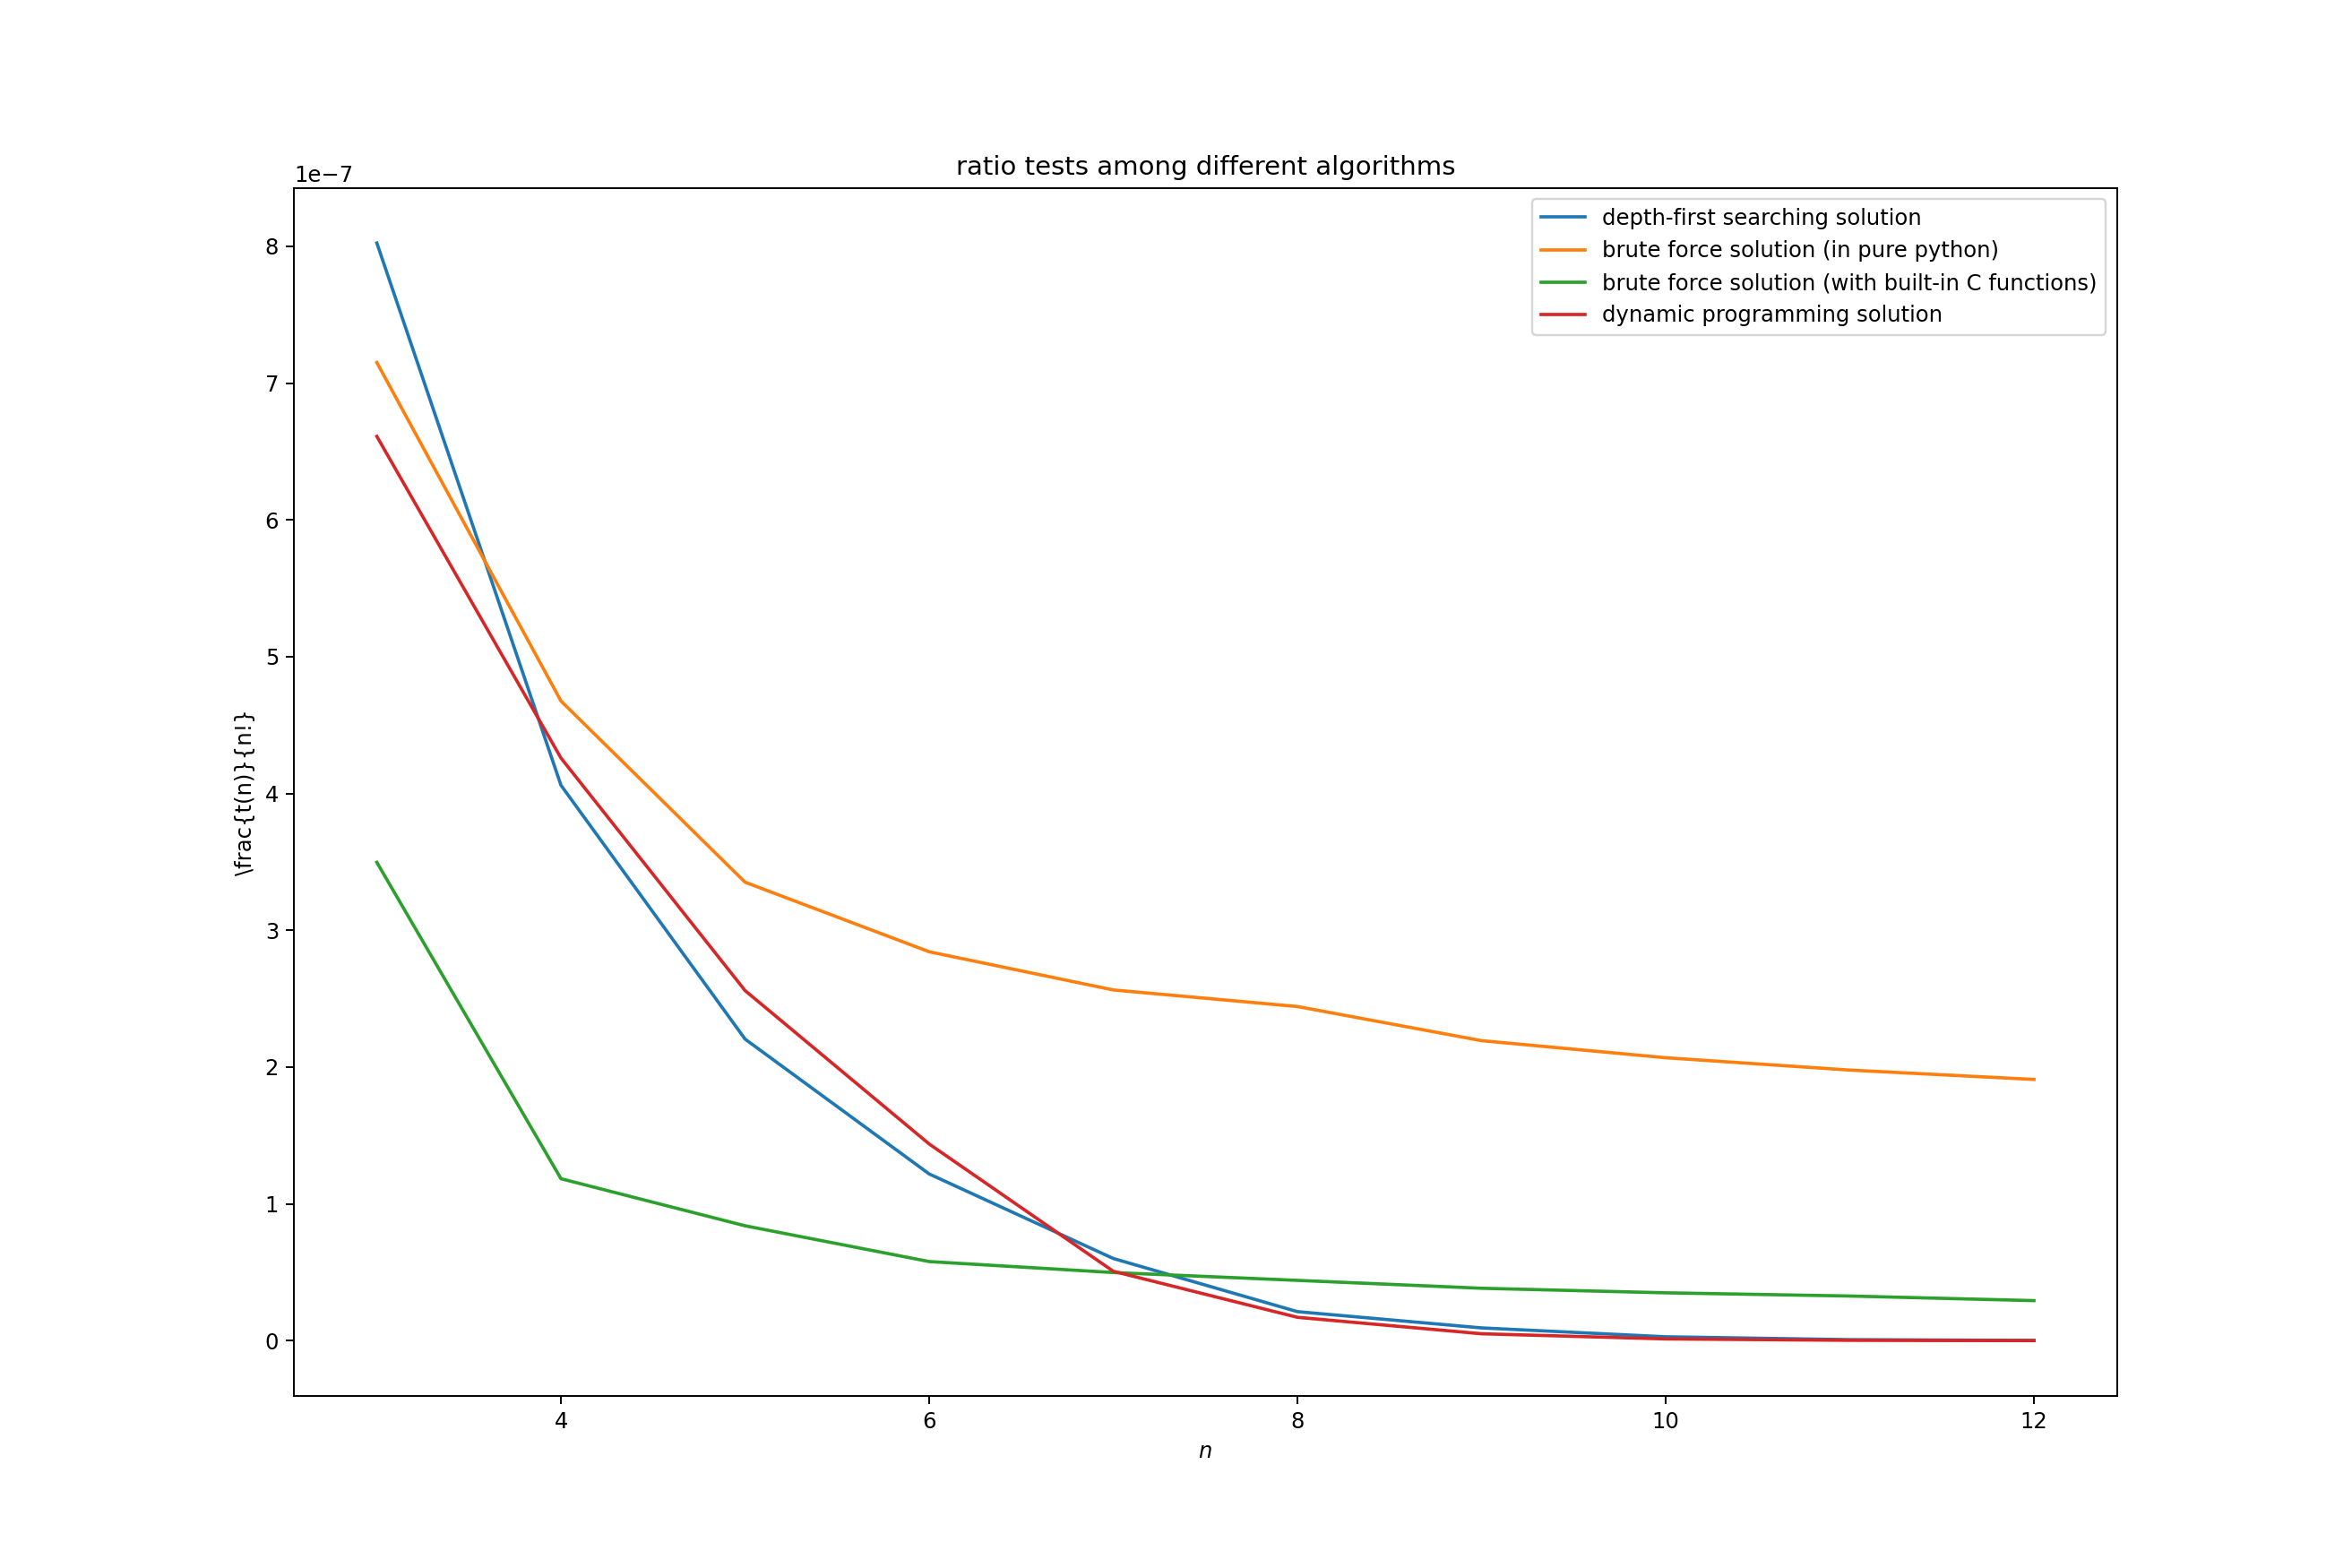 ratio tests among different algorithms
1e−7
depth-first searching solution
brute force solution (in pure python)
brute force solution (with built-in C functions)
dynamic programming solution
8
7
6
5
4
3
2
1
0
\frac{t(n)}{n!}
4
6
8
10
12
n